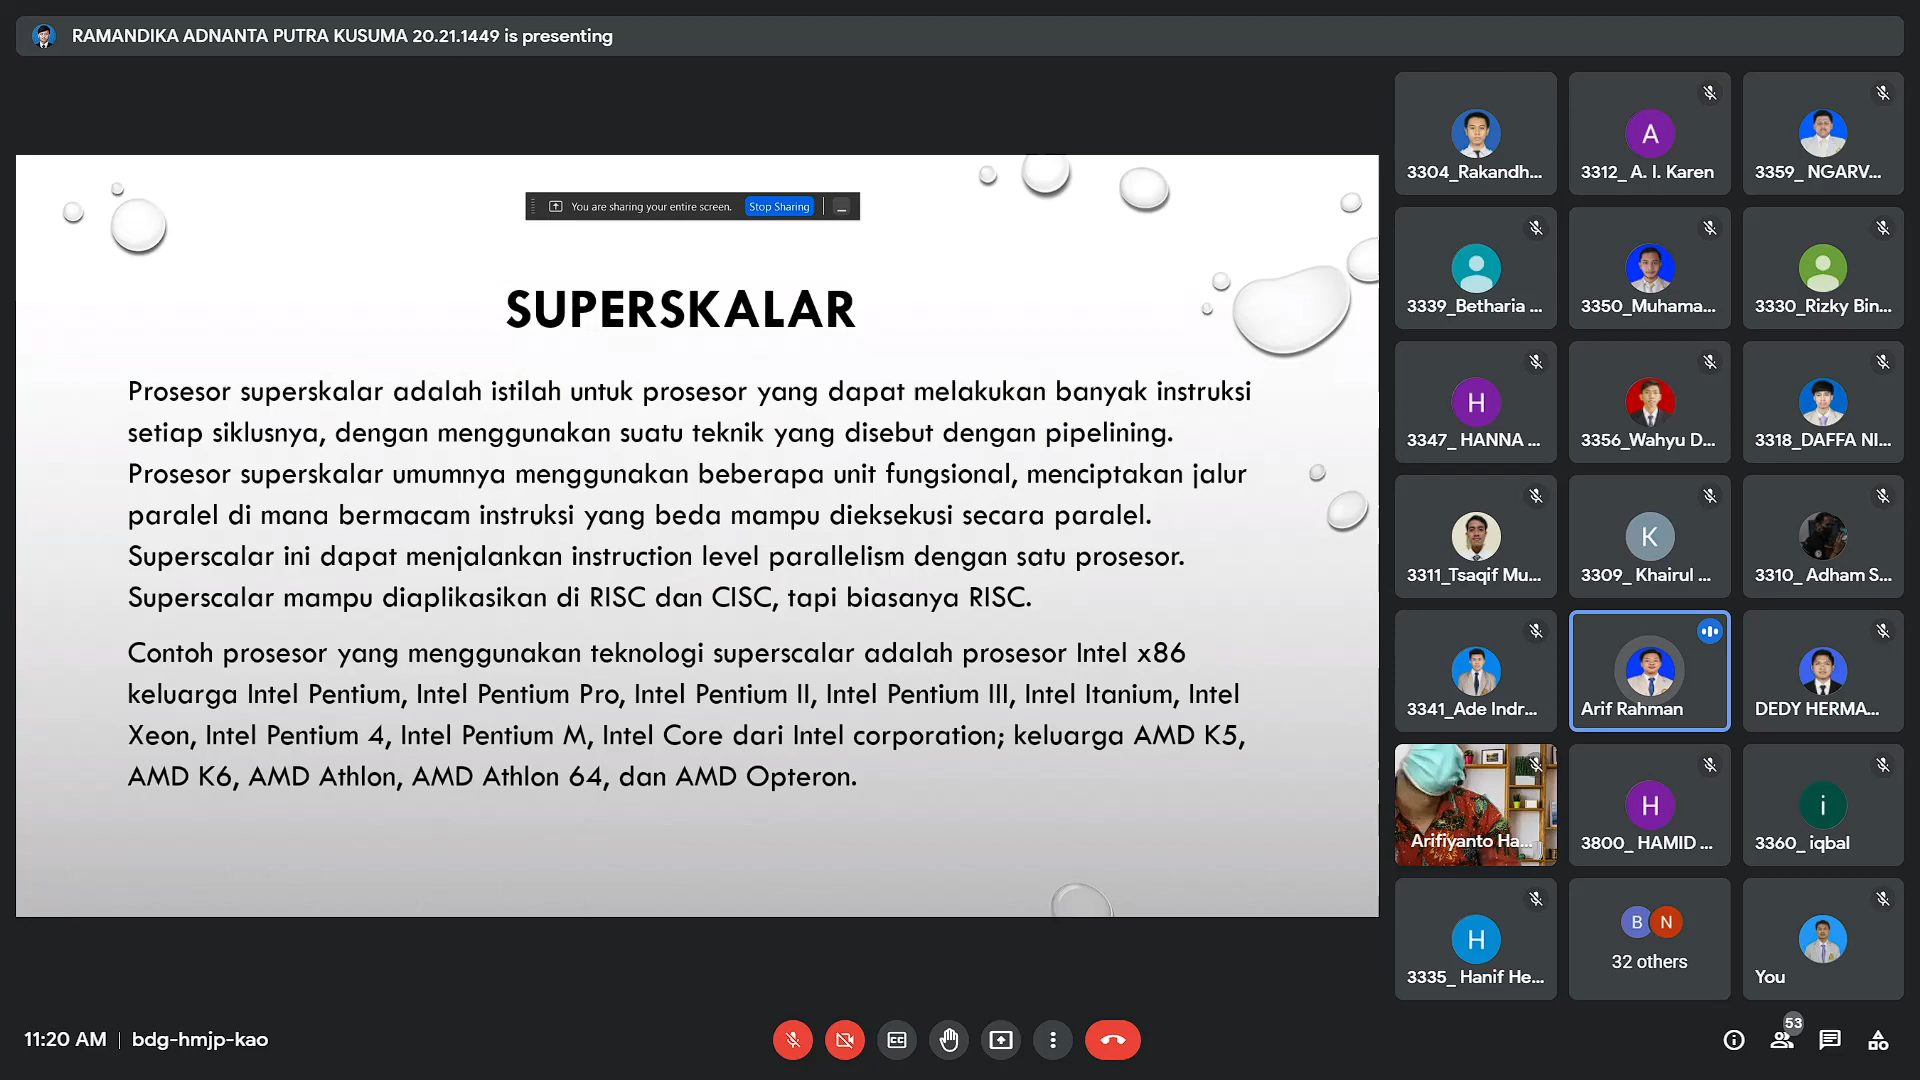 RAMANDIKA ADNANTA PUTRA KUSUMA 20.21.1449 is presenting
You are sharing your entire screen. Stop Sharing
SUPERSKALAR
Prosesor superskalar adalah istilah untuk prosesor yang dapat melakukan banyak instruksi
setiap siklusnya, dengan menggunakan suatu teknik yang disebut dengan pipelining.
Prosesor superskalar umumnya menggunakan beberapa unit fungsional, menciptakan jalur
paralel di mana bermacam instruksi yang beda mampu dieksekusi secara paralel.
Superscalar ini dapat menjalankan instruction level parallelism dengan satu prosesor.
Superscalar mampu diaplikasikan di RISC dan CISC, tapi biasanya RISC.
Contoh prosesor yang menggunakan teknologi superscalar adalah prosesor Intel x86
keluarga Intel Pentium, Intel Pentium Pro, Intel Pentium II, Intel Pentium III, Intel Itanium, Intel
Xeon, Intel Pentium 4, Intel Pentium M, Intel Core dari Intel corporation; keluarga AMD K5,
AMD K6, AMD Athlon, AMD Athlon 64, dan AMD Opteron.
A
3304_Rakandh... 3312_ A. I. Karen 3359_ NGARV...
3339_Betharia ... 3350_Muhama... 3330_Rizky Bin...
H
3347_ HANNA ... 3356_Wahyu D... 3318_DAFFA NI...
K
3311_Tsaqif Mu... 3309_ Khairul ... 3310_ Adham S...
3341_Ade Indr... Arif Rahman DEDY HERMA...
H i
Arifiyanto Ha... 3800_ HAMID ... 3360_ iqbal
H B N
3335_ Hanif He... 32 others You
11:20 AM | bdg-hmjp-kao
53